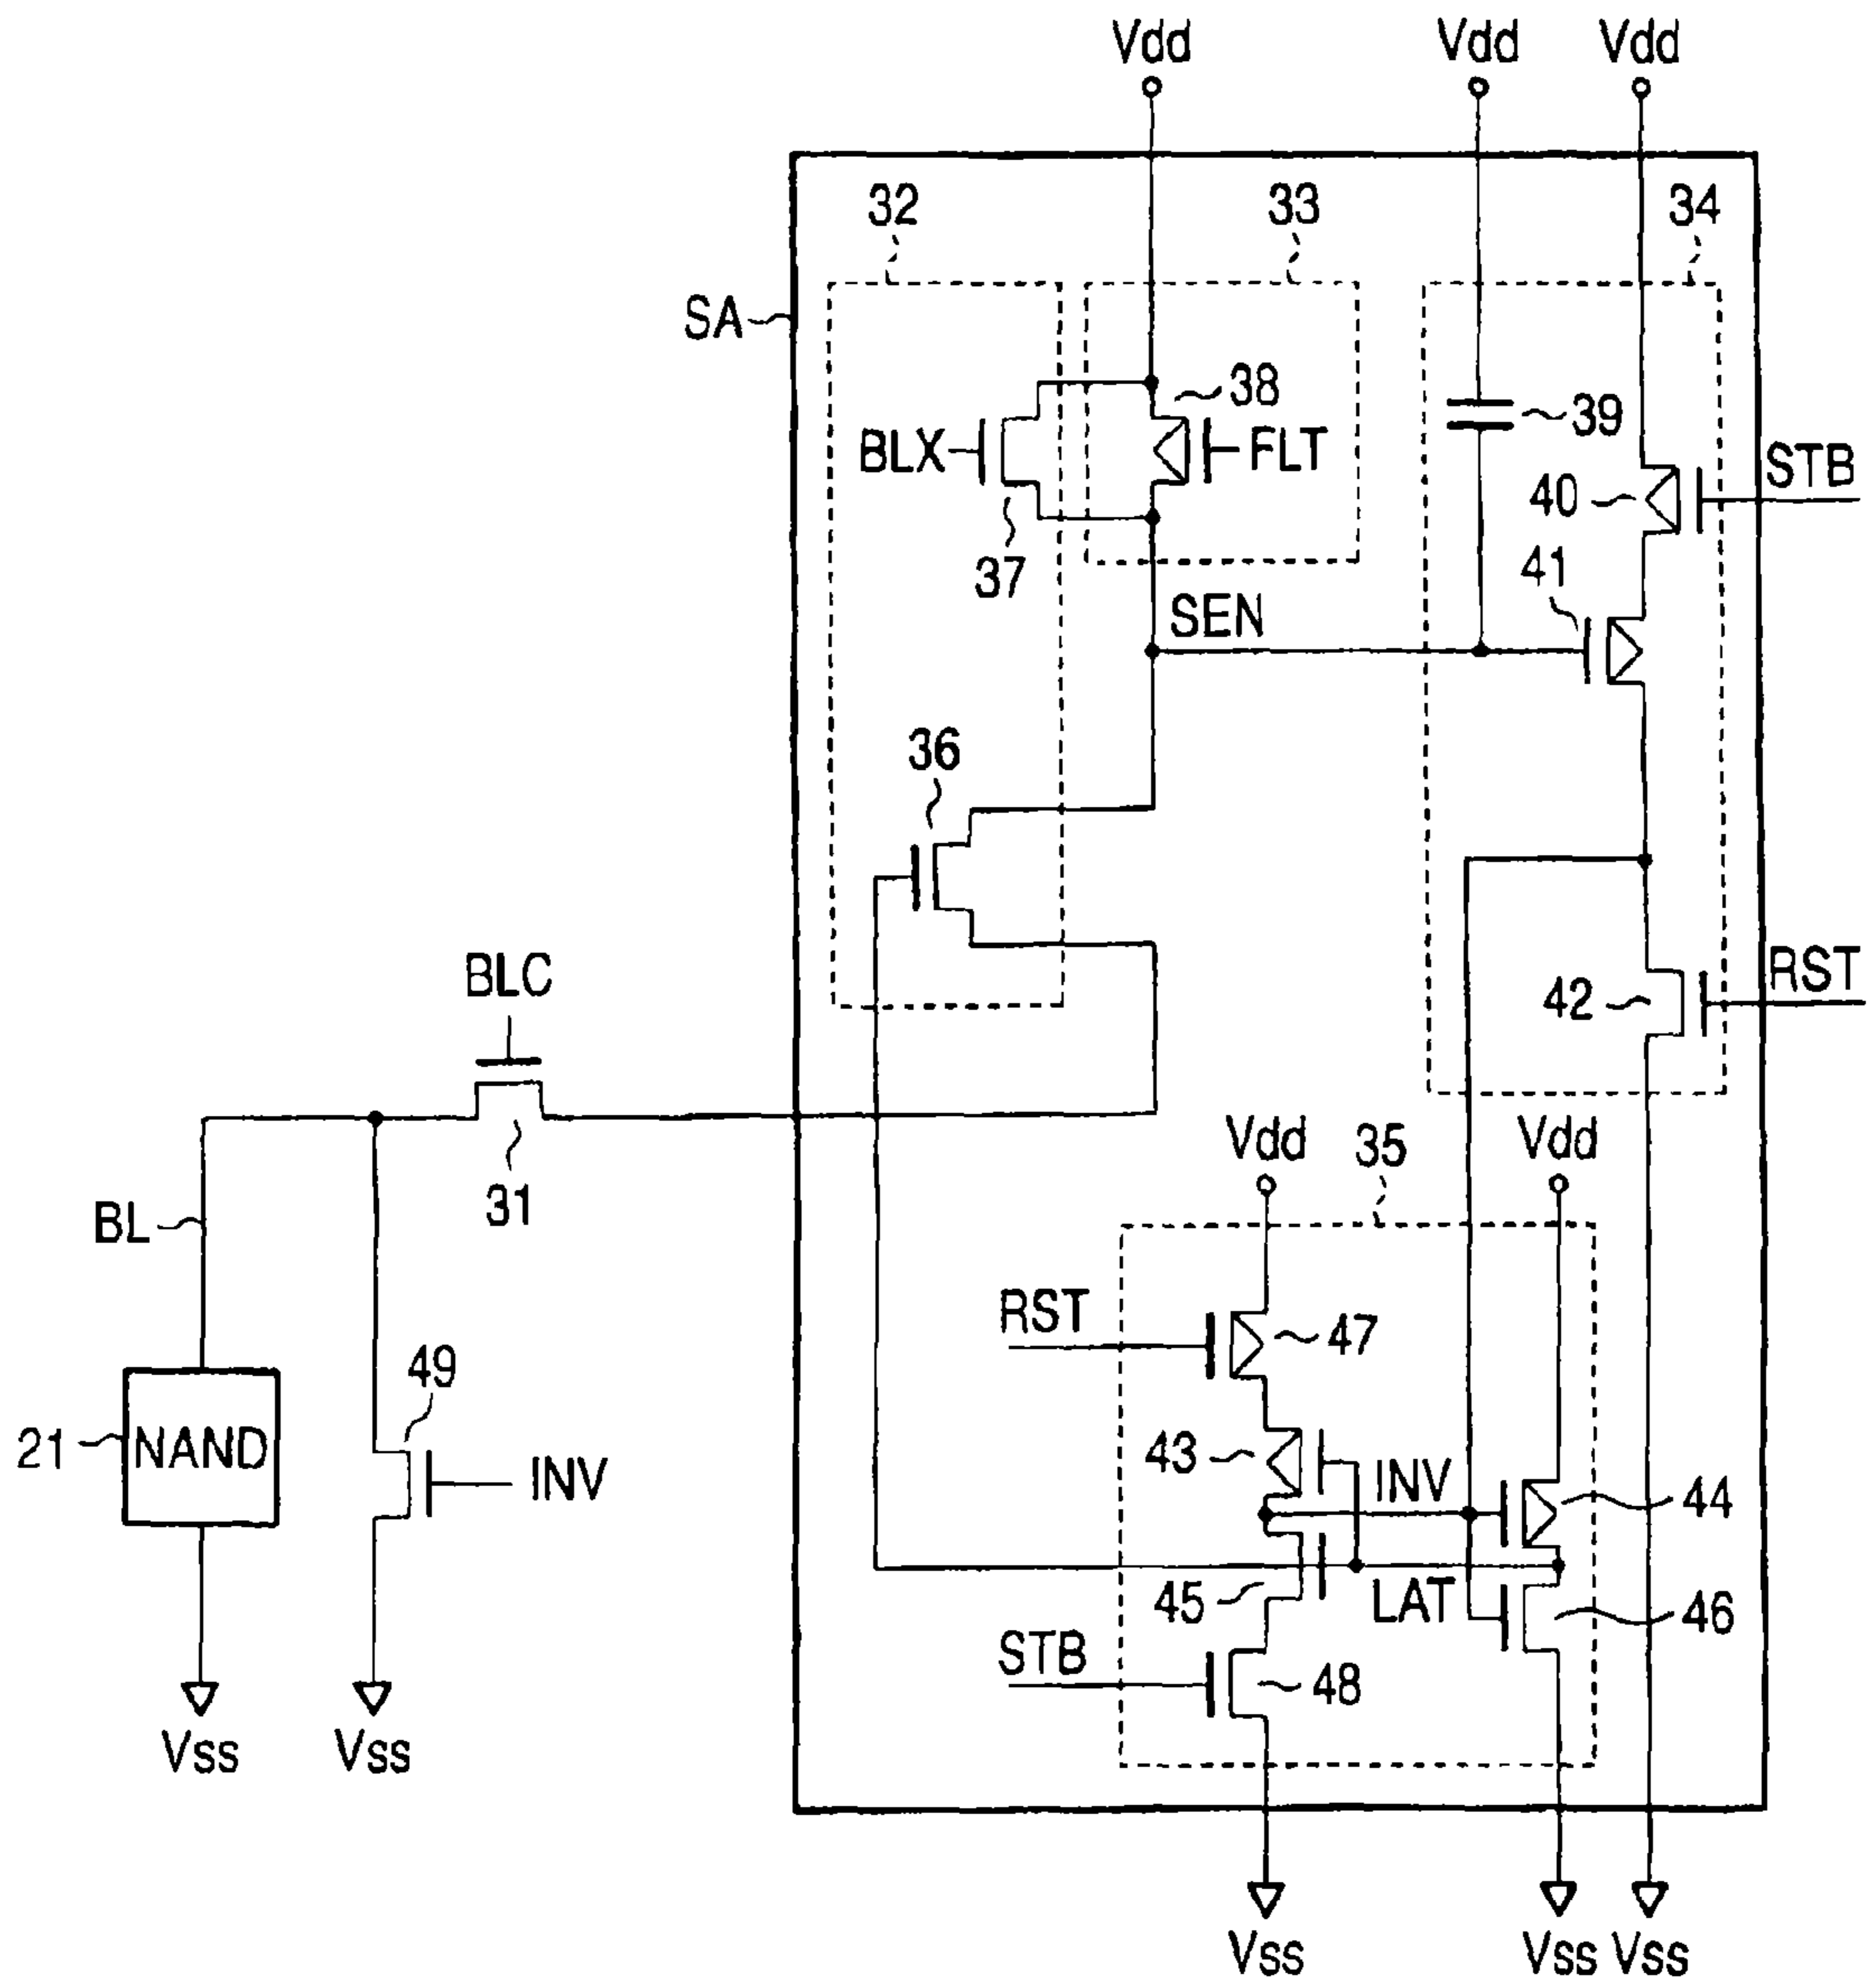 Vdd Vdd Vdd
32 33 34
SA
38
39
BLX FLT
STB
40
37
41
SEN
36
BLC
RST
42
Vdd Vdd
35
31
BL
RST
47
49
21 NAND
43
INV
INV
44
45
LAT
46
STB
48
Vss Vss
Vss Vss Vss